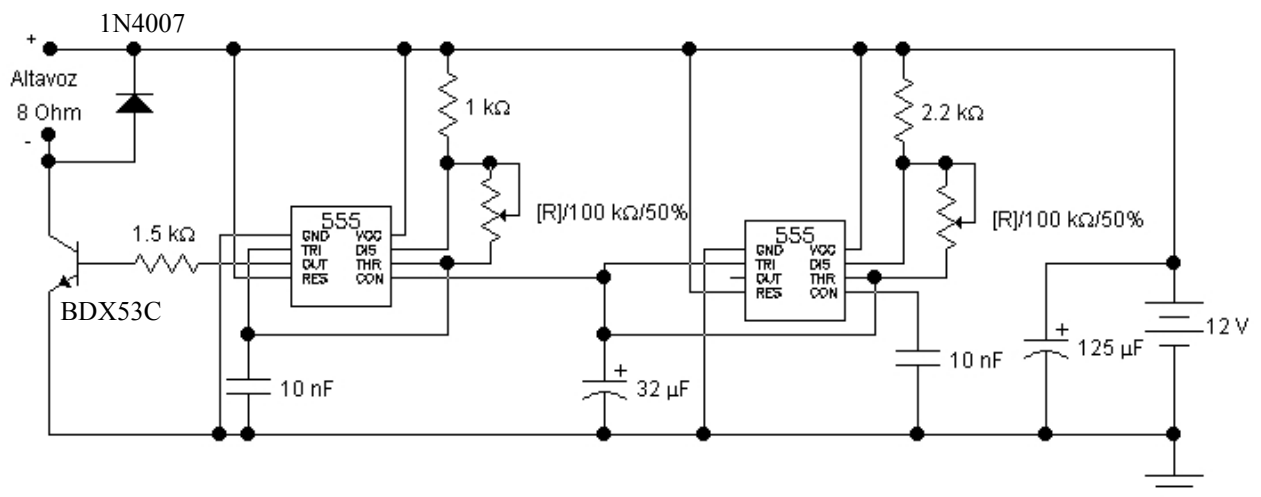 1N4007
+
Altavoz
8 Ohm
-
1 kΩ
2.2 kΩ
[R]/100 kΩ/50%
[R]/100 kΩ/50%
555
GND VCC
TRI DIS
OUT THR
RES CON
555
GND VCC
TRI DIS
OUT THR
RES CON
1.5 kΩ
BDX53C
10 nF
+
32 µF
10 nF
+
125 µF
12 V